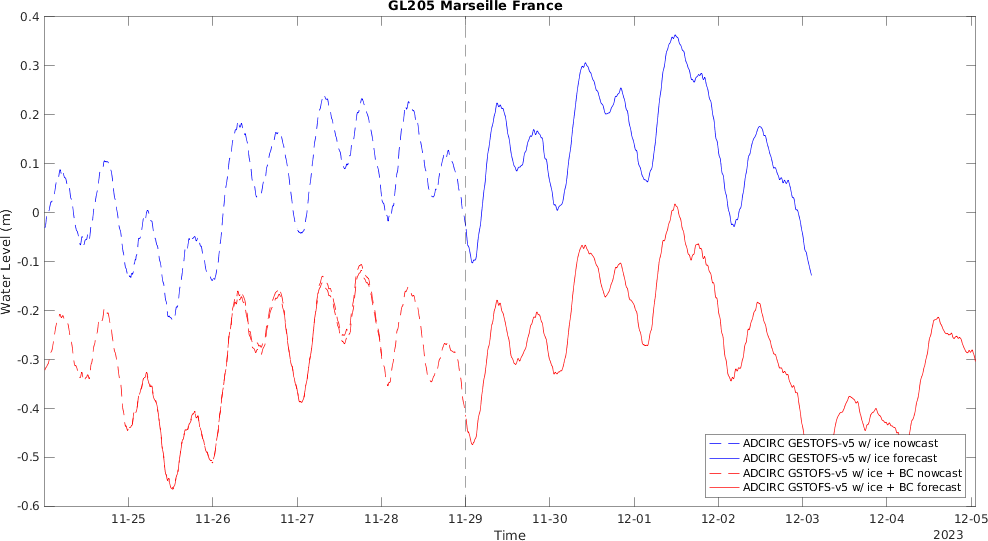 GL205 Marseille France
0.4
0.3
0.2
0.1
0
-0.1
-0.2
-0.3
-0.4
-0.5
-0.6
Water Level (m)
ADCIRC GESTOFS-v5 w/ ice nowcast
ADCIRC GESTOFS-v5 w/ ice forecast
ADCIRC GSTOFS-v5 w/ ice + BC nowcast
ADCIRC GSTOFS-v5 w/ ice + BC forecast
11-25 11-26 11-27 11-28 11-29 11-30 12-01 12-02 12-03 12-04 12-05
Time
2023